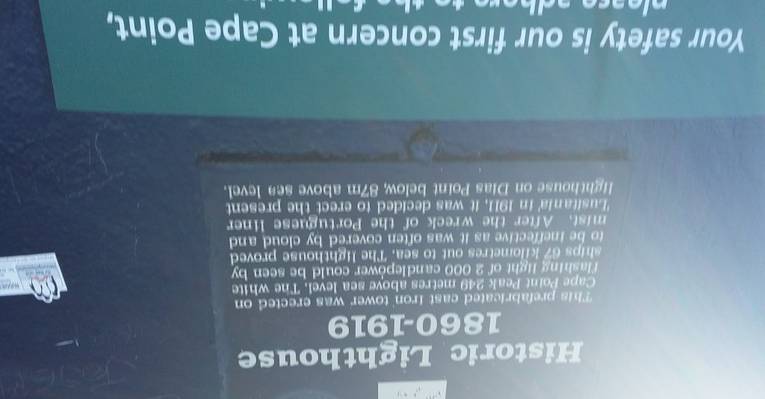 Historic Lighthouse
1860-1919
This prefabricated cast iron tower was erected on
Cape Point Peak 249 metres above sea level. The white
flashing light of 2 000 candlepower could be seen by
ships 67 kilometres out to sea. The lighthouse proved
to be ineffective as it was often covered by cloud and
mist. After the wreck of the Portuguese liner
'Lusitania' in 1911, it was decided to erect the present
lighthouse on Dias Point below, 87m above sea level.
Your safety is our first concern at Cape Point,
please adhere to the